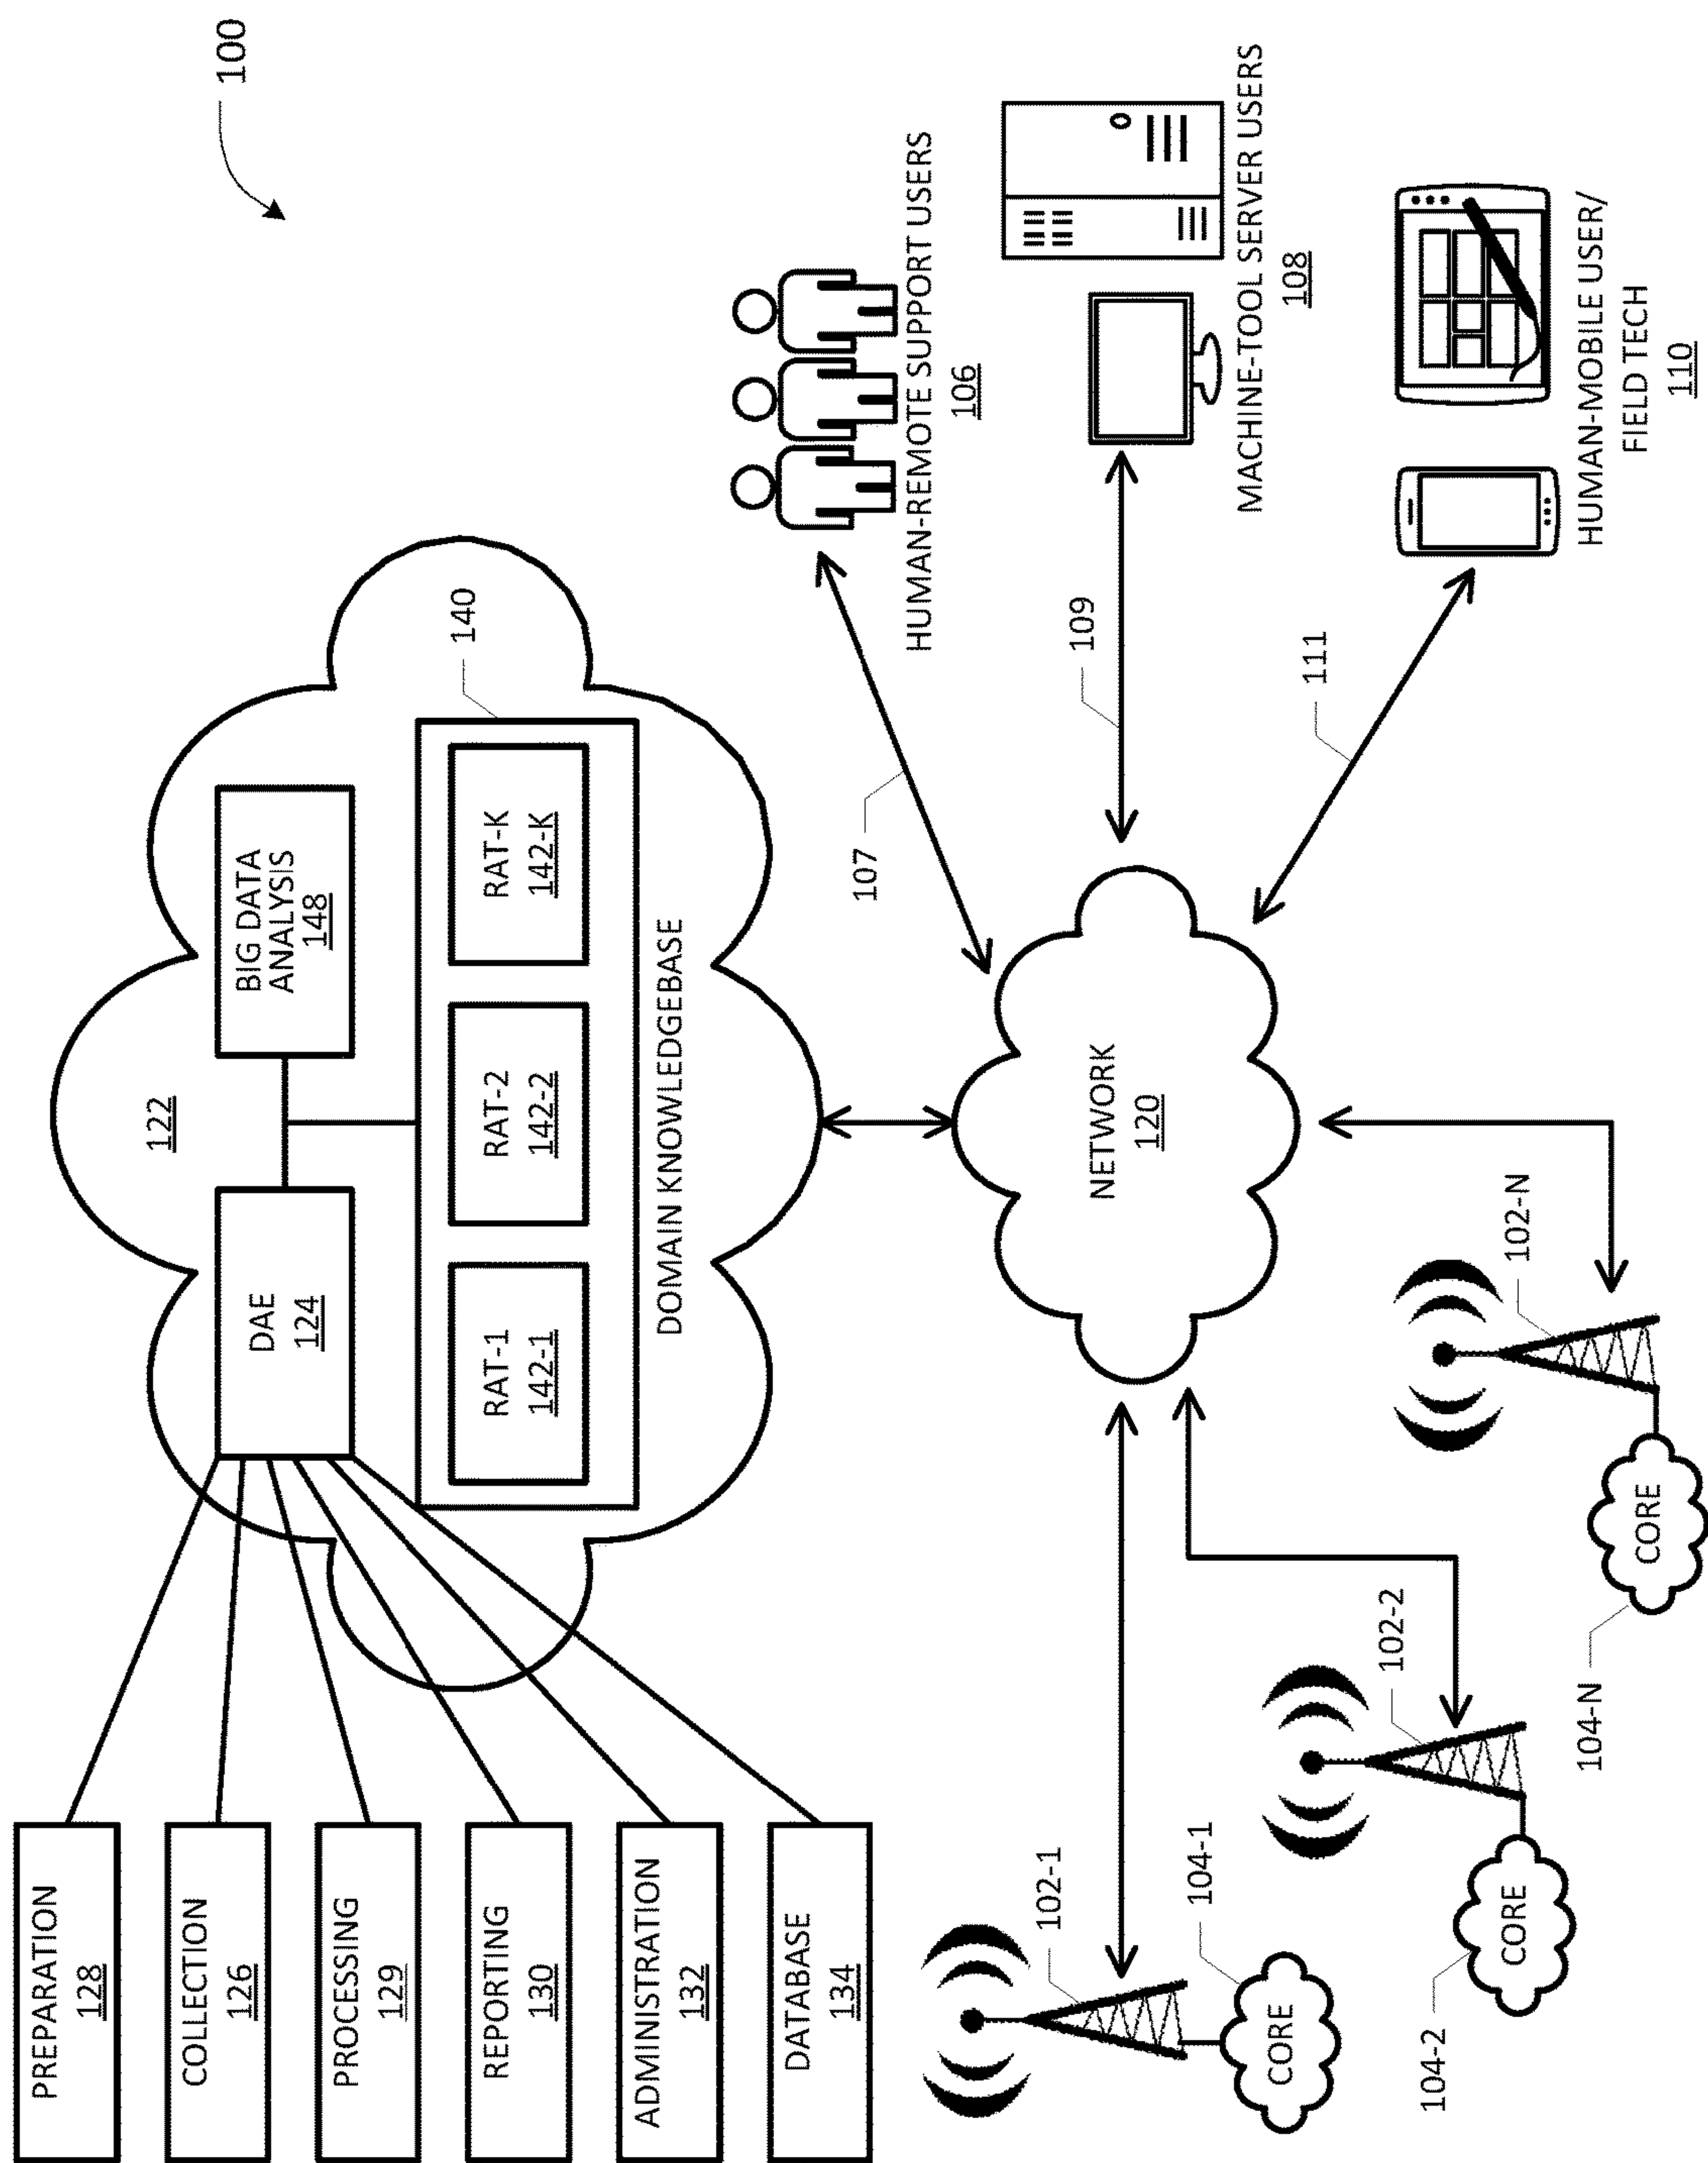 100
PREPARATION
128
COLLECTION
126
PROCESSING
129
REPORTING
130
ADMINISTRATION
132
DATABASE
134
122
DAE
124
BIG DATA
ANALYSIS
148
140
RAT-1
142-1
RAT-2
142-2
RAT-K
142-K
DOMAIN KNOWLEDGEBASE
HUMAN-REMOTE SUPPORT USERS
106
107
NETWORK
120
109
MACHINE-TOOL SERVER USERS
108
111
HUMAN-MOBILE USER/
FIELD TECH
110
102-1
104-1
CORE
102-2
104-2
CORE
102-N
104-N
CORE